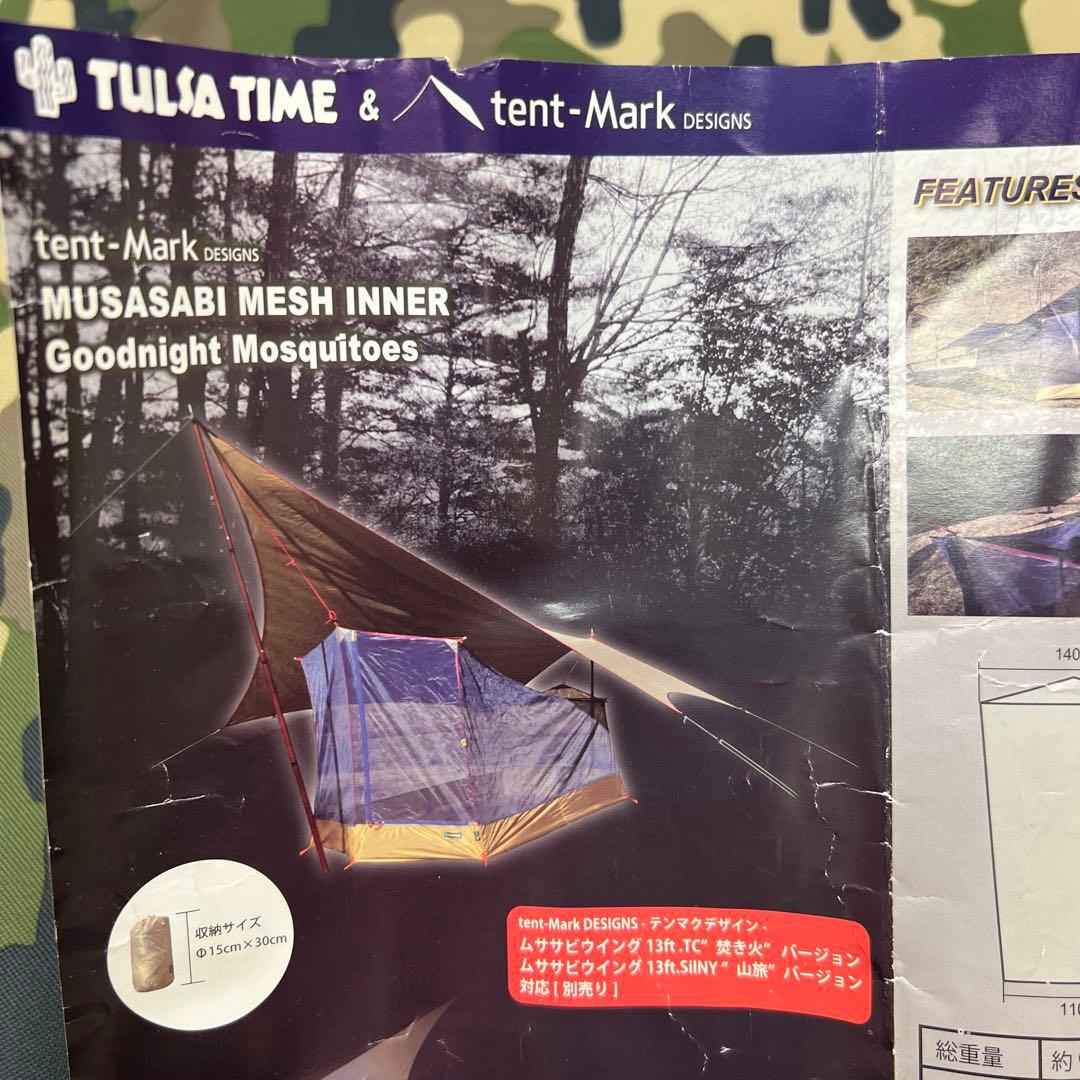 TULSA TIME & tent-Mark DESIGNS
tent-Mark DESIGNS
MUSASABI MESH INNER
Goodnight Mosquitoes
収納サイズ
Φ15cm×30cm
tent-Mark DESIGNS - テンマクデザイン -
ムササビウイング 13ft .TC” 焚き火” バージョン
ムササビウイング 13ft.SilNY ” 山旅” バージョン
対応 [ 別売り ]
FEATURES
140
110
総重量
約